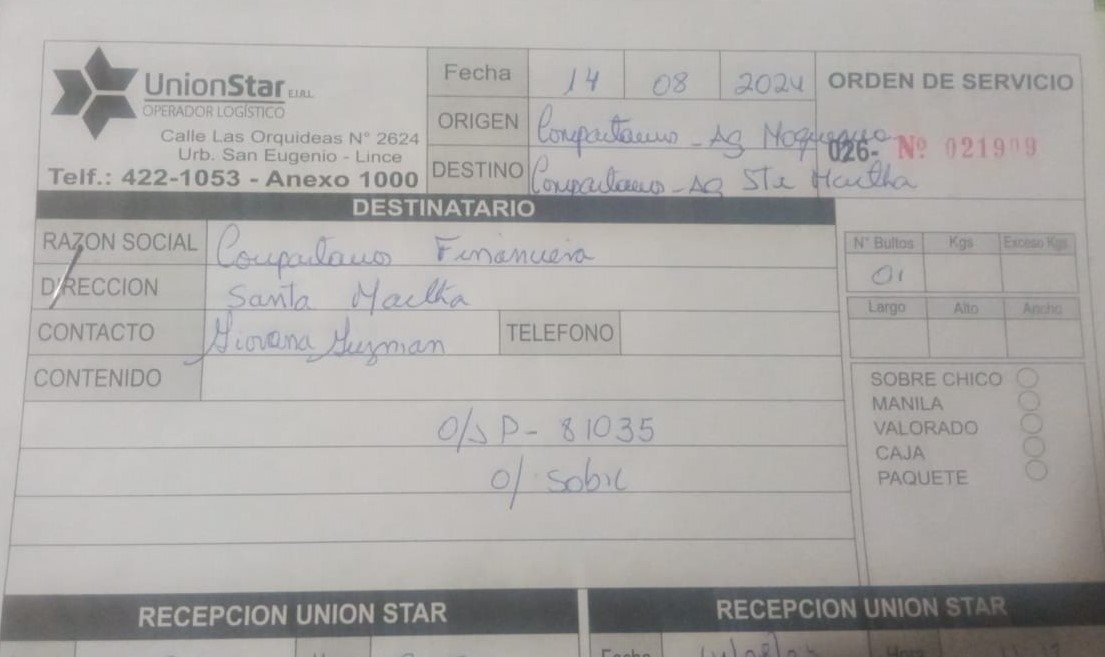 UnionStar E.I.R.L.
OPERADOR LOGÍSTICO
Calle Las Orquideas N° 2624
Urb. San Eugenio - Lince
Telf.: 422-1053 - Anexo 1000
Fecha 14 08 2024
ORIGEN Compartamos - Ag Moquegua
DESTINO Compartamos - AG Sta Martha
ORDEN DE SERVICIO
026- Nº 021909
DESTINATARIO
RAZON SOCIAL Compartamos Financiera
DIRECCION Santa Martha
CONTACTO Giovana Guzman TELEFONO
CONTENIDO
O/S P- 81035
O/ Sobre
N° Bultos Kgs Exceso Kgs
01
Largo Alto Ancho
SOBRE CHICO
MANILA
VALORADO
CAJA
PAQUETE
RECEPCION UNION STAR
RECEPCION UNION STAR
Fecha Hora